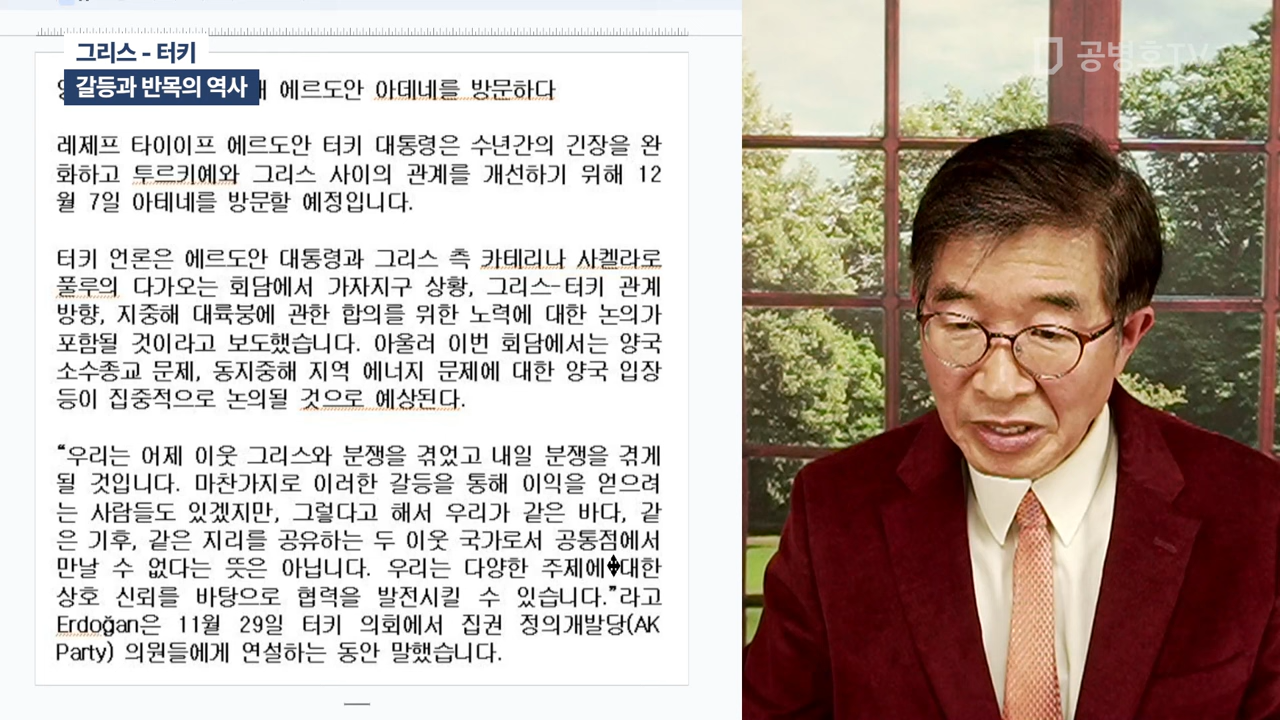 그리스 - 터키
갈등과 반목의 역사
공병호TV
에르도안 아데네를 방문하다
레제프 타이이프 에르도안 터키 대통령은 수년간의 긴장을 완
화하고 투르키예와 그리스 사이의 관계를 개선하기 위해 12
월 7일 아테네를 방문할 예정입니다.
터키 언론은 에르도안 대통령과 그리스 측 카테리나 사켈라로
풀루의 다가오는 회담에서 가자지구 상황, 그리스-터키 관계
방향, 지중해 대륙붕에 관한 합의를 위한 노력에 대한 논의가
포함될 것이라고 보도했습니다. 아울러 이번 회담에서는 양국
소수종교 문제, 동지중해 지역 에너지 문제에 대한 양국 입장
등이 집중적으로 논의될 것으로 예상된다.
“우리는 어제 이웃 그리스와 분쟁을 겪었고 내일 분쟁을 겪게
될 것입니다. 마찬가지로 이러한 갈등을 통해 이익을 얻으려
는 사람들도 있겠지만, 그렇다고 해서 우리가 같은 바다, 같
은 기후, 같은 지리를 공유하는 두 이웃 국가로서 공통점에서
만날 수 없다는 뜻은 아닙니다. 우리는 다양한 주제에 대한
상호 신뢰를 바탕으로 협력을 발전시킬 수 있습니다.”라고
Erdoğan은 11월 29일 터키 의회에서 집권 정의개발당(AK
Party) 의원들에게 연설하는 동안 말했습니다.